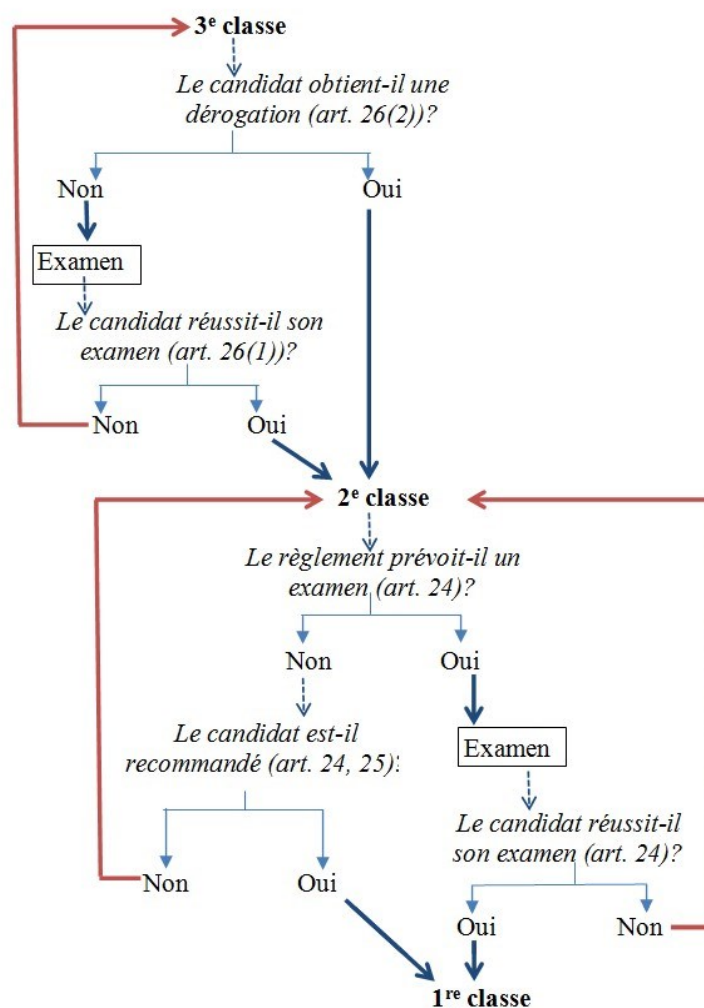 3e classe
Le candidat obtient-il une
dérogation (art. 26(2))?
Non
Oui
Examen
Le candidat réussit-il son
examen (art. 26(1))?
Non
Oui
2e classe
Le règlement prévoit-il un
examen (art. 24)?
Non
Oui
Le candidat est-il
recommandé (art. 24, 25)?
Examen
Le candidat réussit-il
son examen (art. 24)?
Non
Oui
Oui
Non
1re classe